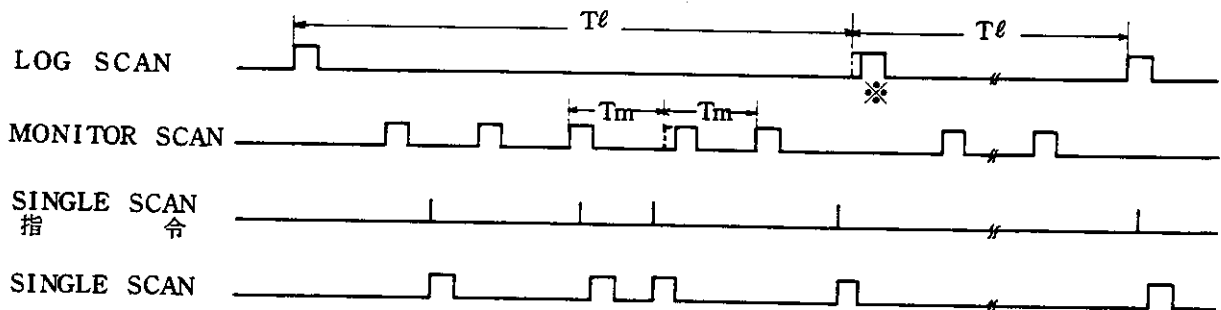 Tℓ Tℓ
LOG SCAN
※
Tm Tm
MONITOR SCAN
SINGLE SCAN
指 令
SINGLE SCAN